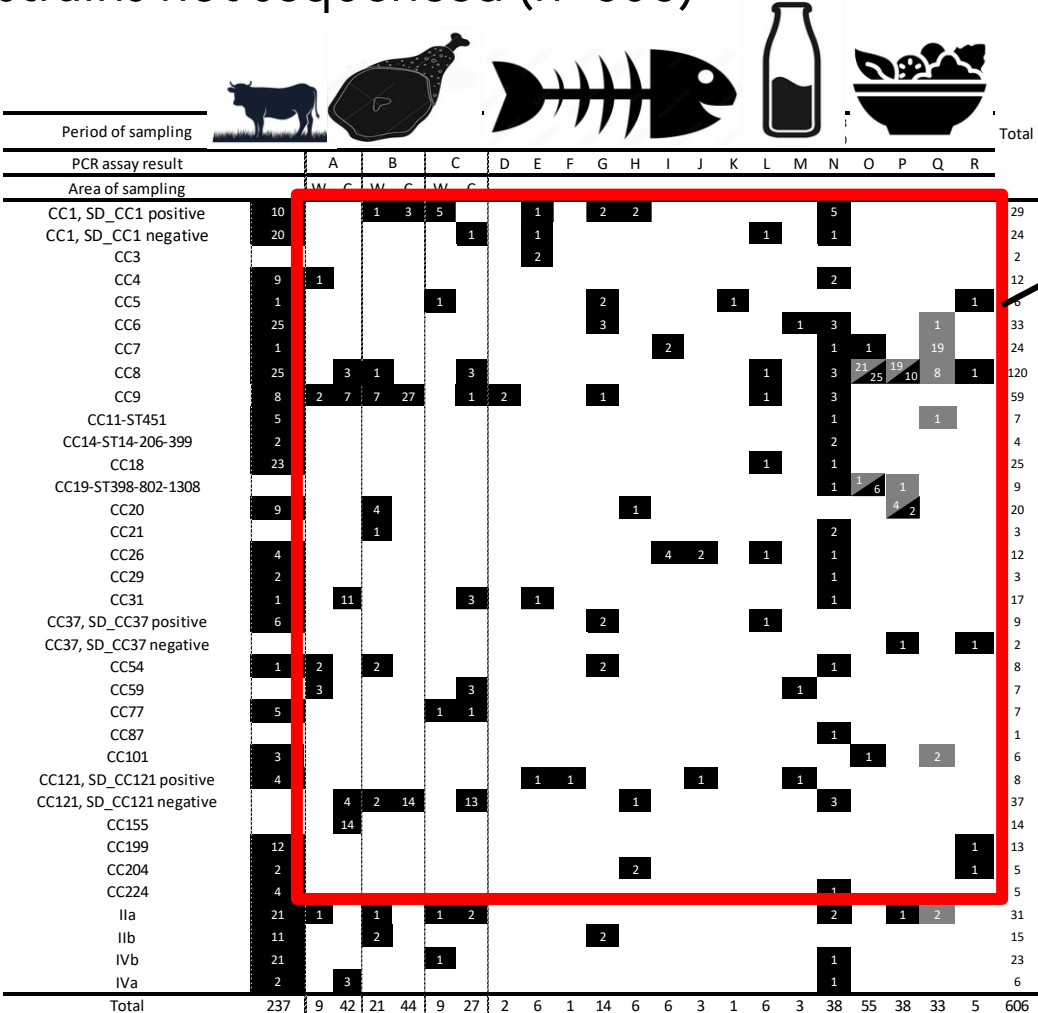 strains not sequenced (n=606)
Period of sampling Total
PCR assay result A B C D E F G H I J K L M N O P Q R
Area of sampling W C W C W C
CC1, SD_CC1 positive 10 1 3 5 1 2 2 5 29
CC1, SD_CC1 negative 20 1 1 1 1 24
CC3 2 2
CC4 9 1 2 12
CC5 1 1 2 1 1 6
CC6 25 3 1 3 1 33
CC7 1 2 1 1 19 24
CC8 25 3 1 3 1 3 21 25 19 10 8 1 120
CC9 8 2 7 7 27 1 2 1 1 3 59
CC11-ST451 5 1 1 7
CC14-ST14-206-399 2 2 4
CC18 23 1 1 25
CC19-ST398-802-1308 1 1 6 1 9
CC20 9 4 1 4 2 20
CC21 1 2 3
CC26 4 4 2 1 1 12
CC29 2 1 3
CC31 1 11 3 1 1 17
CC37, SD_CC37 positive 6 2 1 9
CC37, SD_CC37 negative 1 1 2
CC54 1 2 2 2 1 8
CC59 3 3 1 7
CC77 5 1 1 7
CC87 1 1
CC101 3 1 2 6
CC121, SD_CC121 positive 4 1 1 1 1 8
CC121, SD_CC121 negative 4 2 14 13 1 3 37
CC155 14 14
CC199 12 1 13
CC204 2 2 1 5
CC224 4 1 5
IIa 21 1 1 1 2 2 1 2 31
IIb 11 2 2 15
IVb 21 1 1 23
IVa 2 3 1 6
Total 237 9 42 21 44 9 27 2 6 1 14 6 6 3 1 6 3 38 55 38 33 5 606